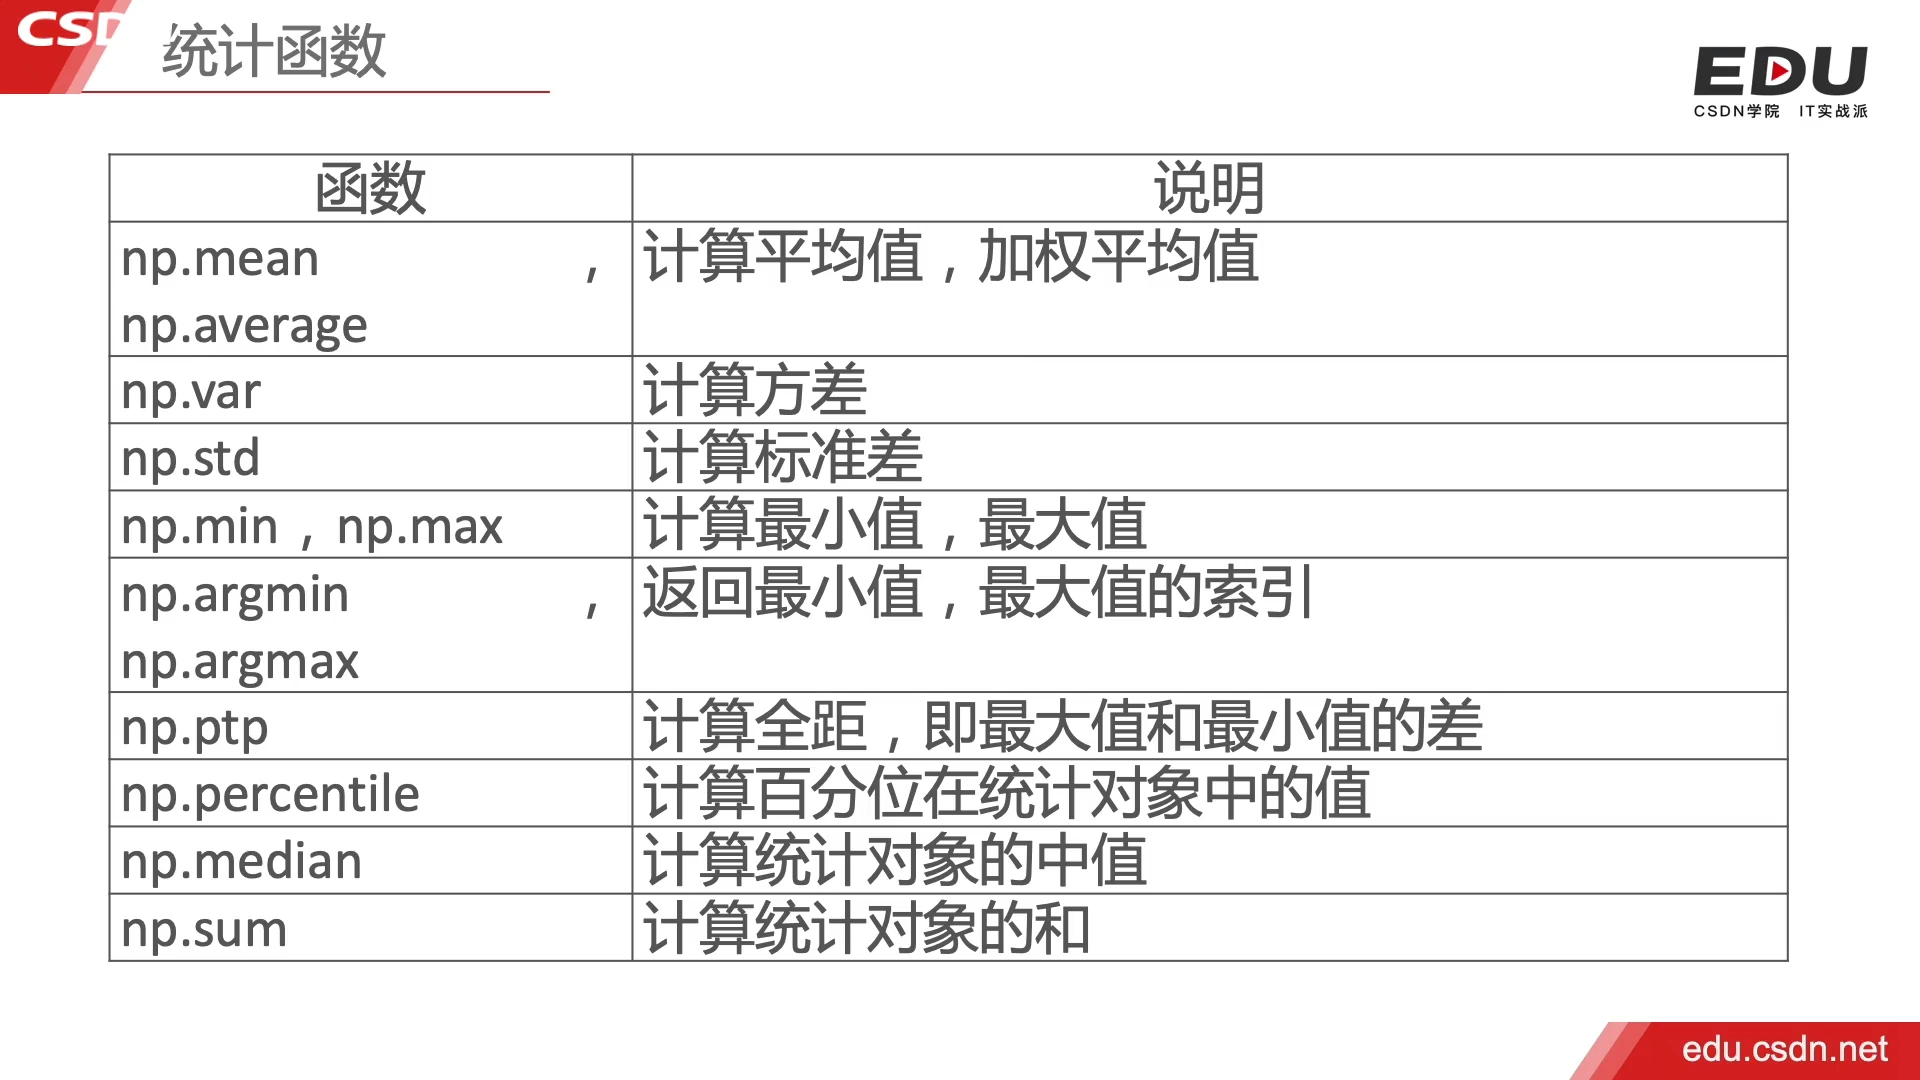 CSD
统计函数
EDU
CSDN学院 IT实战派
函数 说明
np.mean , 计算平均值,加权平均值
np.average
np.var 计算方差
np.std 计算标准差
np.min,np.max 计算最小值,最大值
np.argmin , 返回最小值,最大值的索引
np.argmax
np.ptp 计算全距,即最大值和最小值的差
np.percentile 计算百分位在统计对象中的值
np.median 计算统计对象的中值
np.sum 计算统计对象的和
edu.csdn.net